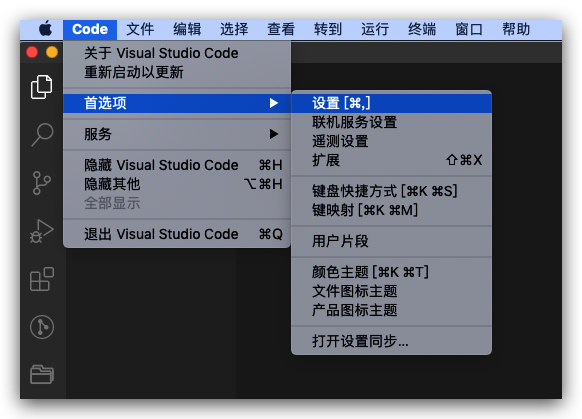 Code 文件 编辑 选择 查看 转到 运行 终端 窗口 帮助
关于 Visual Studio Code
重新启动以更新
首选项
服务
隐藏 Visual Studio Code ⌘H
隐藏其他 ⌥⌘H
全部显示
退出 Visual Studio Code ⌘Q
设置 [⌘,]
联机服务设置
遥测设置
扩展 ⇧⌘X
键盘快捷方式 [⌘K ⌘S]
键映射 [⌘K ⌘M]
用户片段
颜色主题 [⌘K ⌘T]
文件图标主题
产品图标主题
打开设置同步...